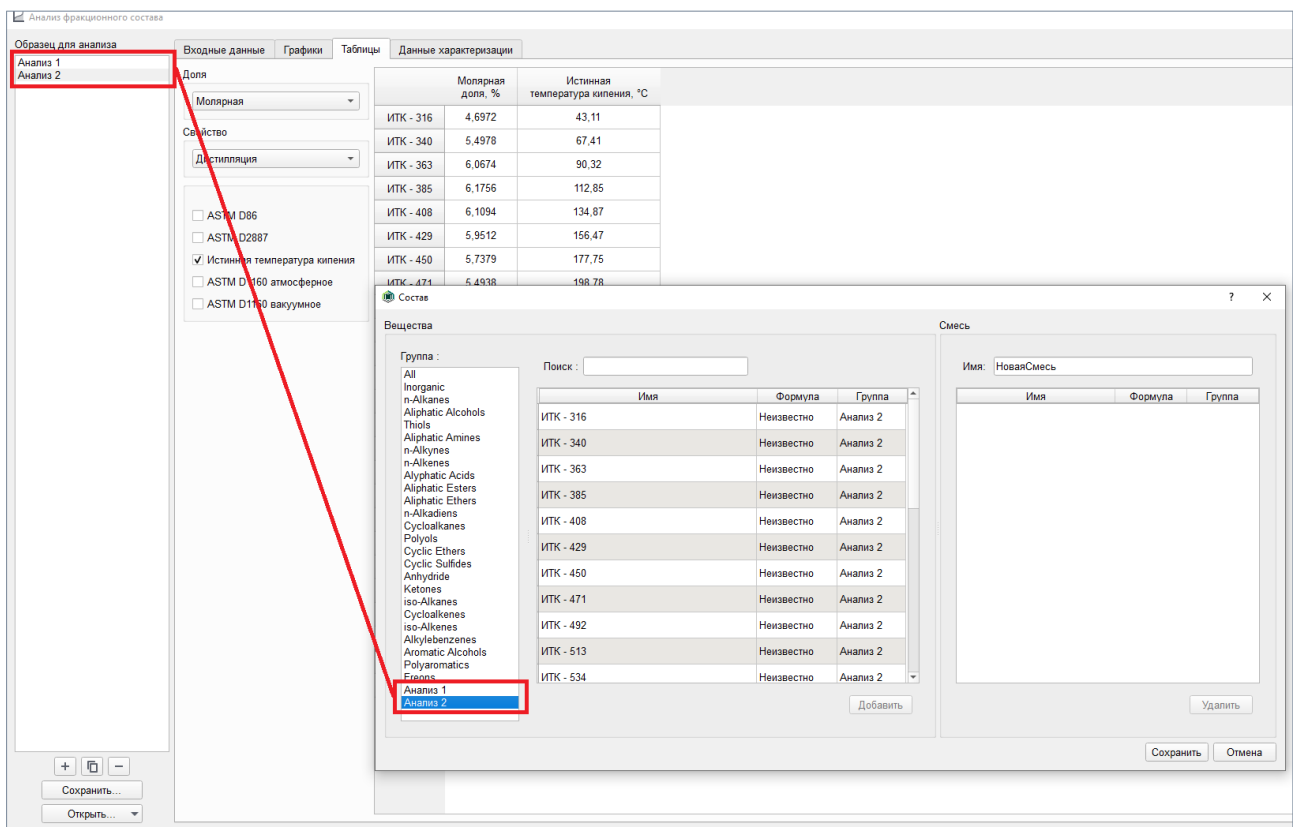 Анализ фракционного состава
Образец для анализа
Анализ 1
Анализ 2
Входные данные Графики Таблицы Данные характеризации
Доля
Молярная
Свойство
Дистилляция
ASTM D86
ASTM D2887
Истинная температура кипения
ASTM D1160 атмосферное
ASTM D1160 вакуумное
Молярная доля, % Истинная температура кипения, °C
ИТК - 316 4,6972 43,11
ИТК - 340 5,4978 67,41
ИТК - 363 6,0674 90,32
ИТК - 385 6,1756 112,85
ИТК - 408 6,1094 134,87
ИТК - 429 5,9512 156,47
ИТК - 450 5,7379 177,75
ИТК - 471 5,4938 198,78
Состав ?
Вещества
Группа :
All
Inorganic
n-Alkanes
Aliphatic Alcohols
Thiols
Aliphatic Amines
n-Alkynes
n-Alkenes
Alyphatic Acids
Aliphatic Esters
Aliphatic Ethers
n-Alkadiens
Cycloalkanes
Polyols
Cyclic Ethers
Cyclic Sulfides
Anhydride
Ketones
iso-Alkanes
Cycloalkenes
iso-Alkenes
Alkylebenzenes
Aromatic Alcohols
Polyaromatics
Freons
Анализ 1
Анализ 2
Поиск :
Имя Формула Группа
ИТК - 316 Неизвестно Анализ 2
ИТК - 340 Неизвестно Анализ 2
ИТК - 363 Неизвестно Анализ 2
ИТК - 385 Неизвестно Анализ 2
ИТК - 408 Неизвестно Анализ 2
ИТК - 429 Неизвестно Анализ 2
ИТК - 450 Неизвестно Анализ 2
ИТК - 471 Неизвестно Анализ 2
ИТК - 492 Неизвестно Анализ 2
ИТК - 513 Неизвестно Анализ 2
ИТК - 534 Неизвестно Анализ 2
Добавить
Смесь
Имя: НоваяСмесь
Имя Формула Группа
Удалить
Сохранить Отмена
Сохранить...
Открыть...